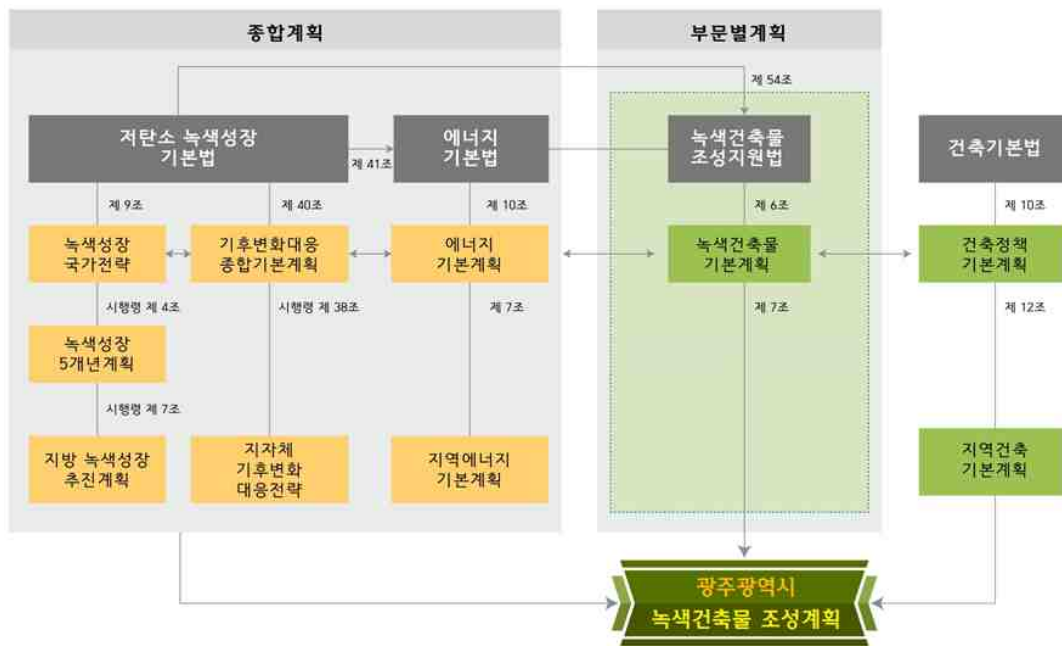 종합계획
부문별계획
제 54조
저탄소 녹색성장
기본법
제 41조
에너지
기본법
녹색건축물
조성지원법
건축기본법
제 9조
제 40조
제 10조
제 6조
제 10조
녹색성장
국가전략
기후변화대응
종합기본계획
에너지
기본계획
녹색건축물
기본계획
건축정책
기본계획
시행령 제 4조
시행령 제 38조
제 7조
제 7조
제 12조
녹색성장
5개년계획
시행령 제 7조
지방 녹색성장
추진계획
지자체
기후변화
대응전략
지역에너지
기본계획
지역건축
기본계획
광주광역시
녹색건축물 조성계획